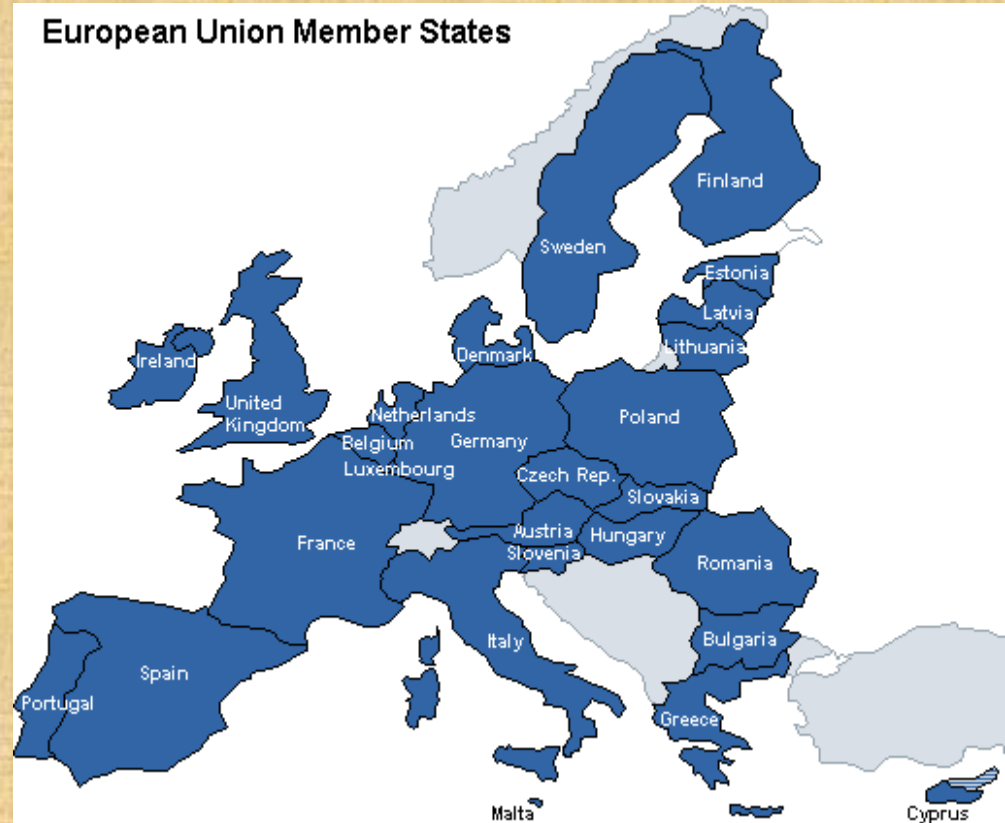 European Union Member States
Finland
Sweden
Estonia
Latvia
Lithuania
Denmark
Ireland
United
Kingdom
Netherlands
Belgium
Germany
Luxembourg
Poland
Czech Rep.
Slovakia
France
Austria
Hungary
Slovenia
Romania
Italy
Bulgaria
Spain
Portugal
Greece
Malta
Cyprus